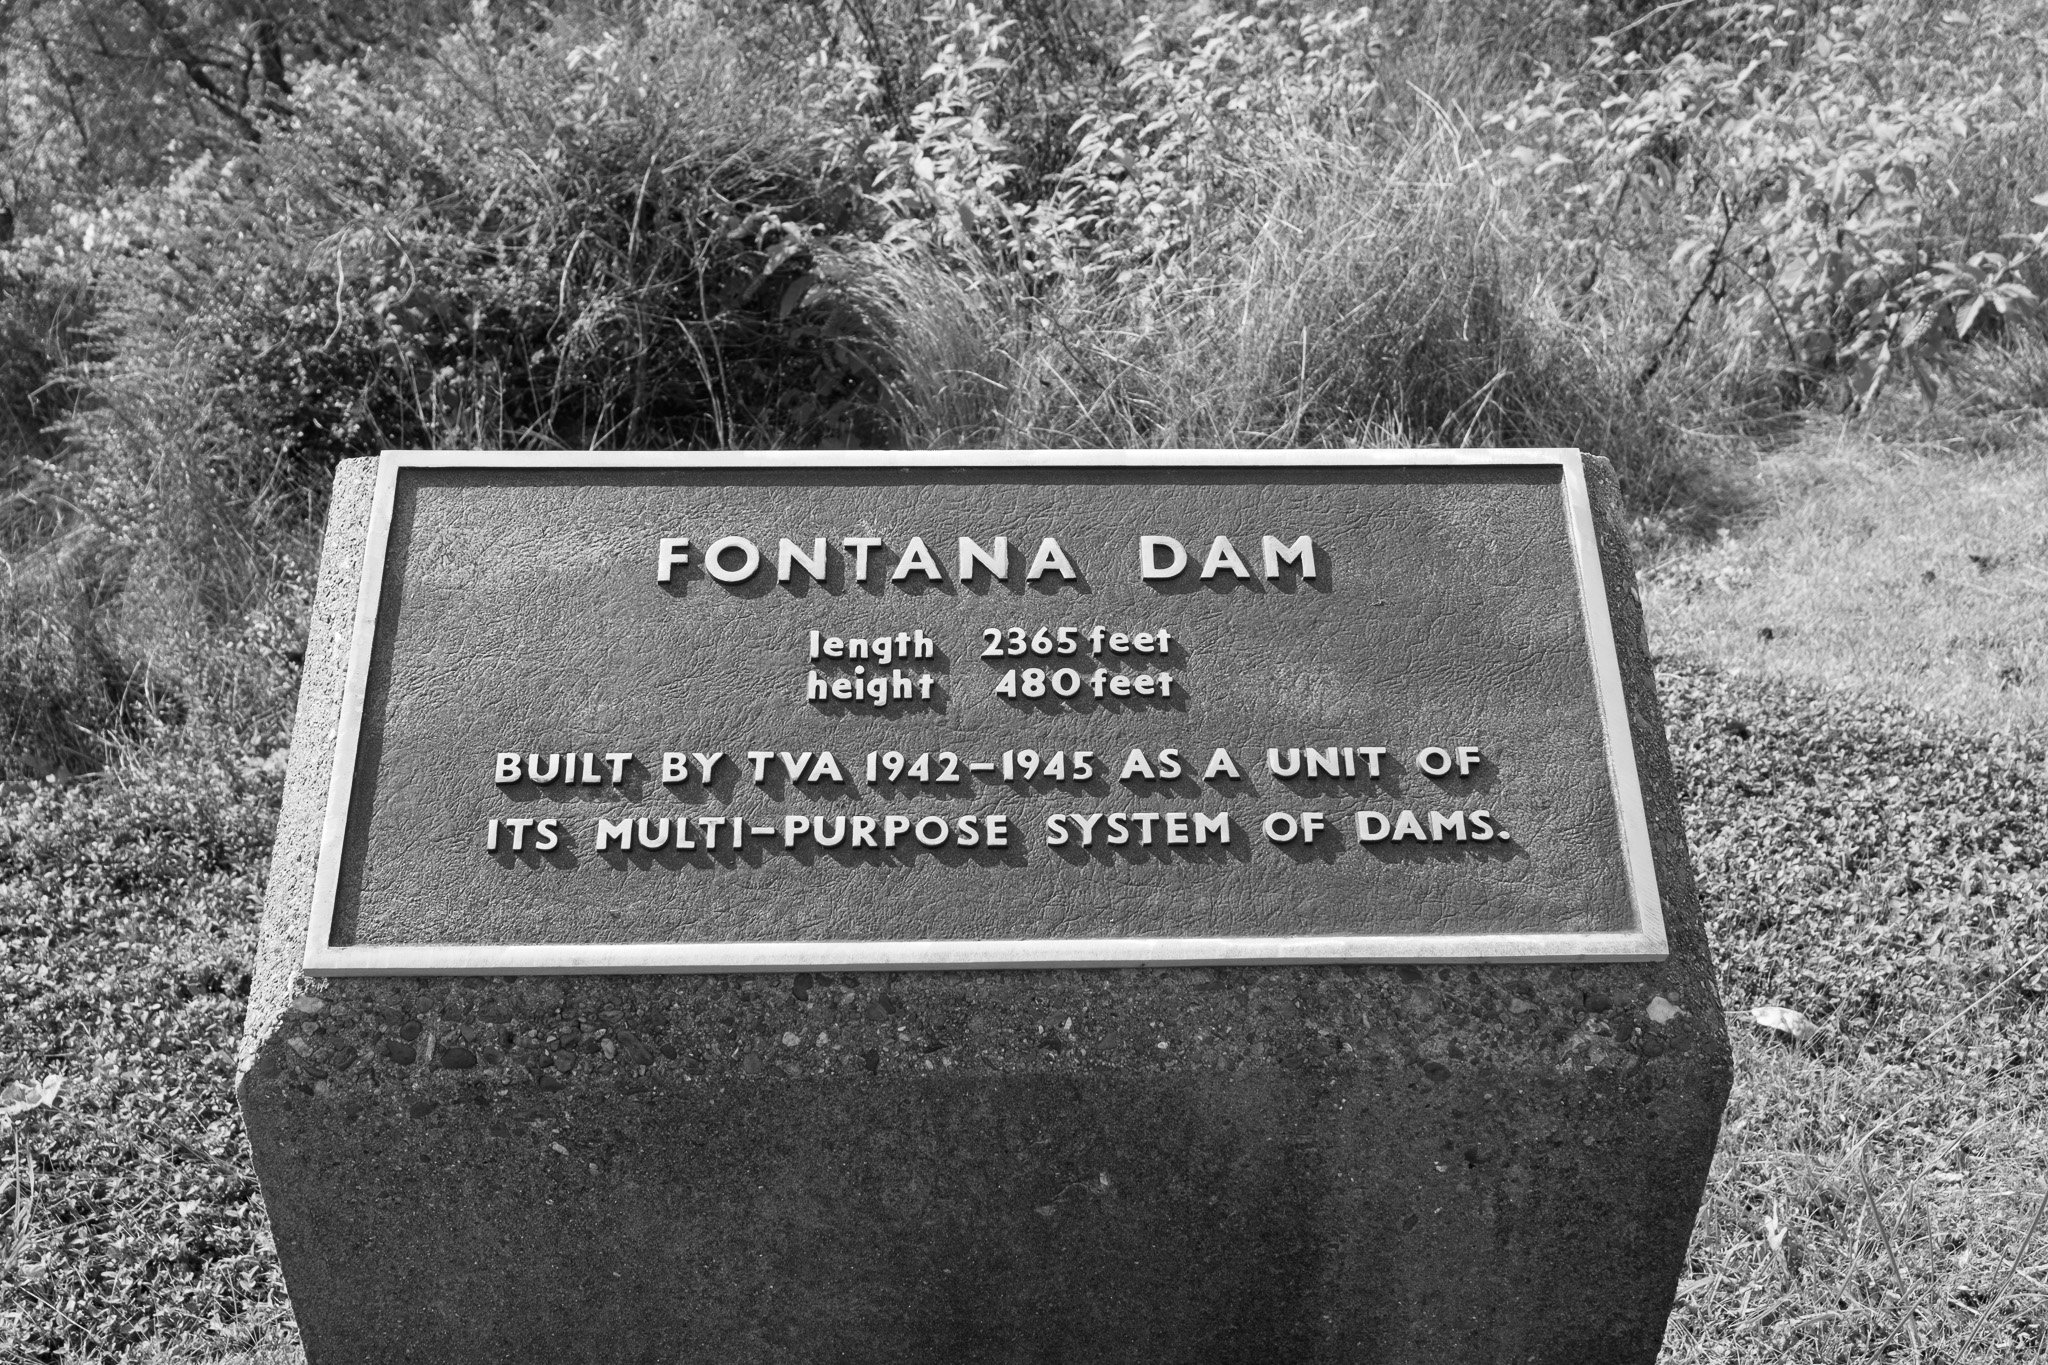 FONTANA DAM
length 2365 feet
height 480 feet
BUILT BY TVA 1942-1945 AS A UNIT OF
ITS MULTI-PURPOSE SYSTEM OF DAMS.